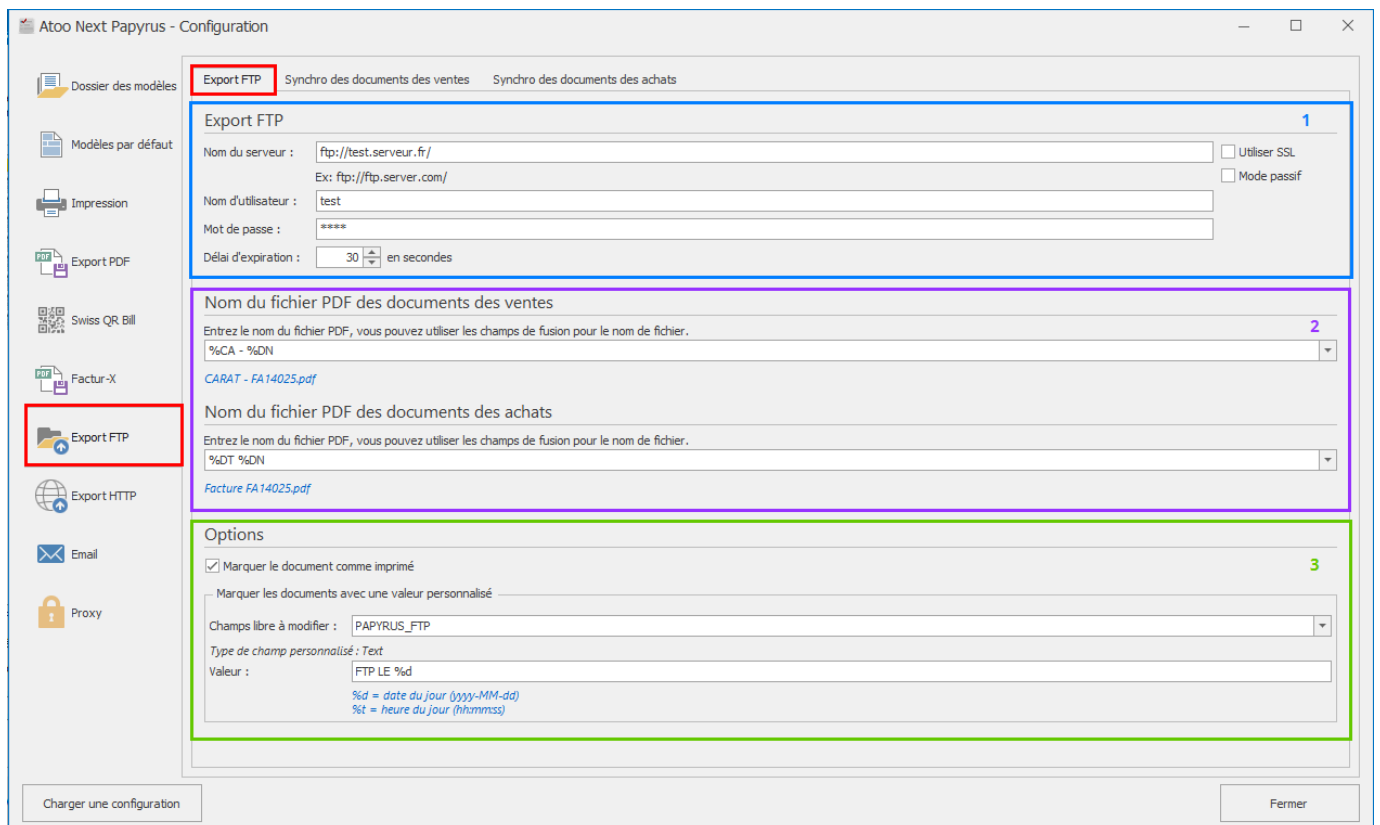 Atoo Next Papyrus - Configuration
Dossier des modèles
Modèles par défaut
Impression
PDF
Export PDF
Swiss QR Bill
PDF
Factur-X
Export FTP
Export HTTP
Email
Proxy
Export FTP Synchro des documents des ventes Synchro des documents des achats
Export FTP 1
Nom du serveur : ftp://test.serveur.fr/ Utiliser SSL
Ex: ftp://ftp.server.com/ Mode passif
Nom d'utilisateur : test
Mot de passe : ****
Délai d'expiration : 30 en secondes
Nom du fichier PDF des documents des ventes
Entrez le nom du fichier PDF, vous pouvez utiliser les champs de fusion pour le nom de fichier. 2
%CA - %DN
CARAT - FA14025.pdf
Nom du fichier PDF des documents des achats
Entrez le nom du fichier PDF, vous pouvez utiliser les champs de fusion pour le nom de fichier.
%DT %DN
Facture FA14025.pdf
Options
Marquer le document comme imprimé 3
Marquer les documents avec une valeur personnalisé
Champs libre à modifier : PAPYRUS_FTP
Type de champ personnalisé : Text
Valeur : FTP LE %d
%d = date du jour (yyyy-MM-dd)
%t = heure du jour (hh:mm:ss)
Charger une configuration Fermer